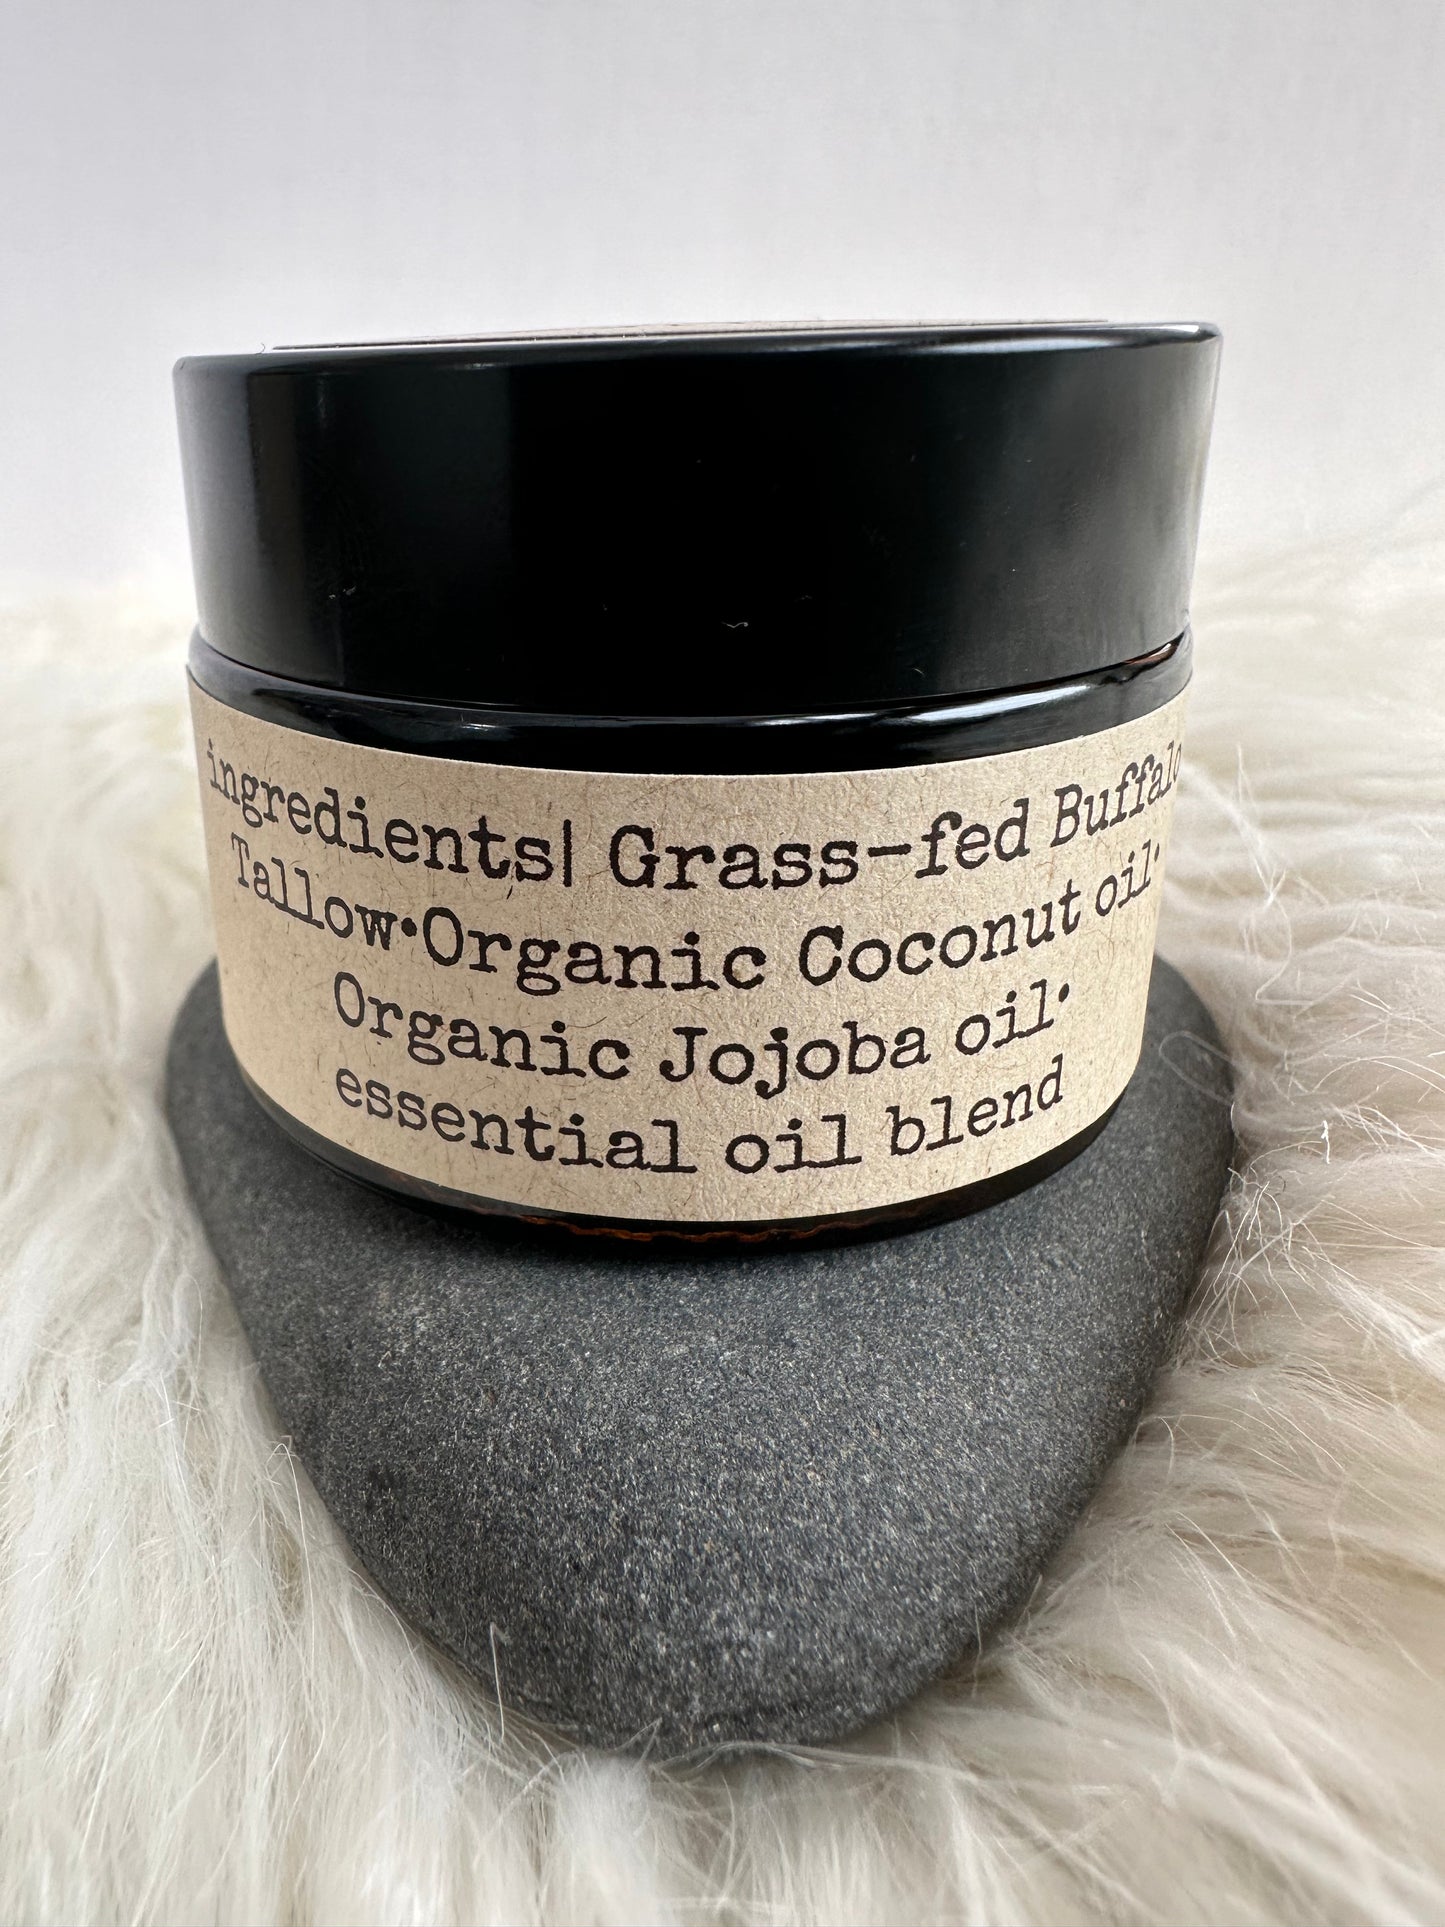 ingredients| Grass-fed Buffalo
Tallow•Organic Coconut oil•
Organic Jojoba oil•
essential oil blend